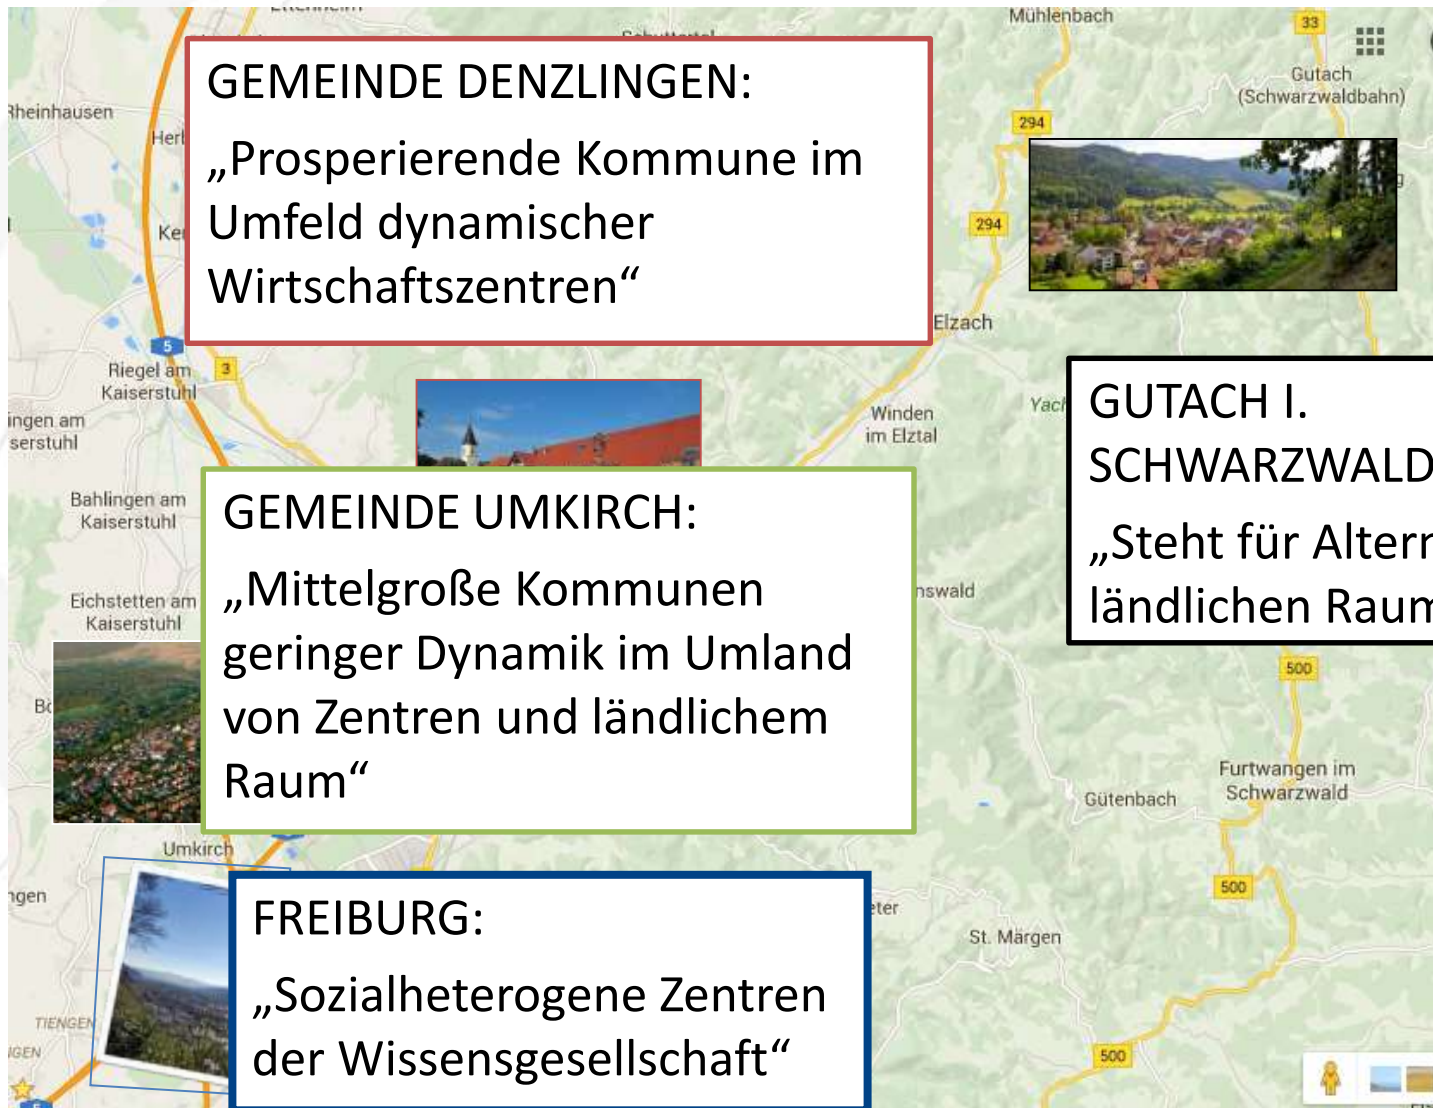 Mühlenbach
33
Gutach
(Schwarzwaldbahn)
GEMEINDE DENZLINGEN:
„Prosperierende Kommune im
Umfeld dynamischer
Wirtschaftszentren“
Rheinhausen
294
294
Elzach
5
Riegel am
Kaiserstuhl
3
Winden
im Elztal
GUTACH I.
SCHWARZWALD
„Steht für
ländlichen
Bahlingen am
Kaiserstuhl
GEMEINDE UMKIRCH:
„Mittelgroße Kommunen
geringer Dynamik im Umland
von Zentren und ländlichem
Raum“
Eichstetten am
Kaiserstuhl
500
Furtwangen im
Schwarzwald
Gütenbach
Umkirch
500
FREIBURG:
„Sozialheterogene Zentren
der Wissensgesellschaft“
St. Märgen
TIENGEN
500